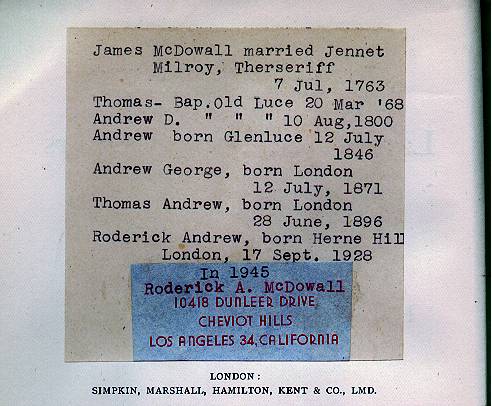 James McDowall married Jennet
Milroy, Therseriff
7 Jul, 1763
Thomas- Bap.Old Luce 20 Mar '68
Andrew D. " " " 10 Aug,1800
Andrew born Glenluce 12 July
1846
Andrew George, born London
12 July, 1871
Thomas Andrew, born London
28 June, 1896
Roderick Andrew, born Herne Hill
London, 17 Sept. 1928
In 1945
Roderick A. McDowall
10418 DUNLEER DRIVE
CHEVIOT HILLS
LOS ANGELES 34, CALIFORNIA
LONDON:
SIMPKIN, MARSHALL, HAMILTON, KENT & CO., LMD.